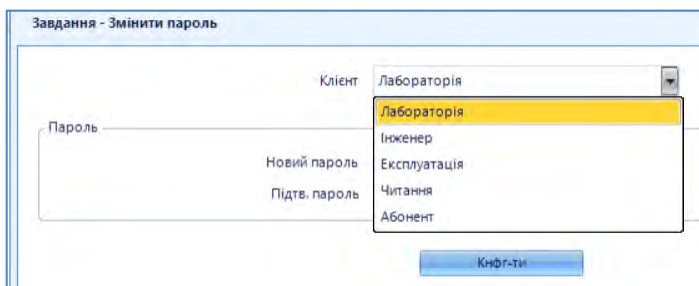 Завдання - Змінити пароль
Клієнт Лабораторія
Лабораторія
Пароль
Інженер
Новий пароль Експлуатація
Підтв. пароль Читання
Абонент
Кнфг-ти